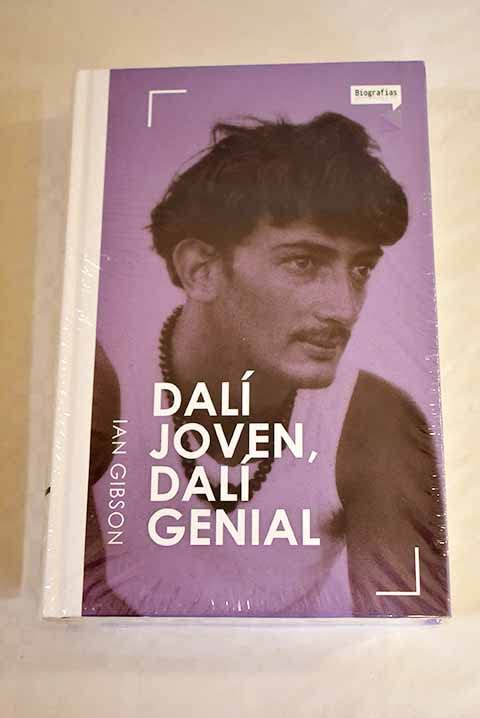 Biografías
DALÍ
JOVEN,
DALÍ
GENIAL
IAN GIBSON